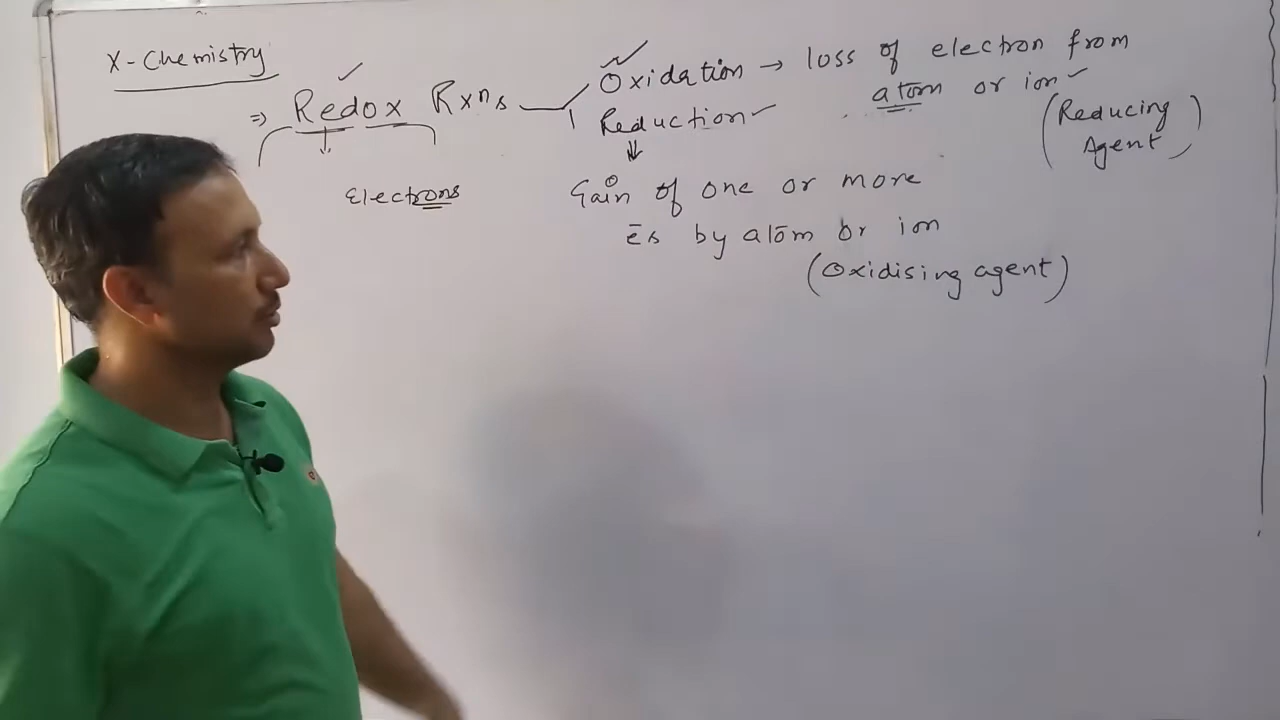 X-Chemistry
⇒ Redox Rxns
Oxidation → loss of electron from
atom or ion
(Reducing
Agent)
Reduction
Electrons
Gain of one or more
ēs by atom or ion
(Oxidising agent)